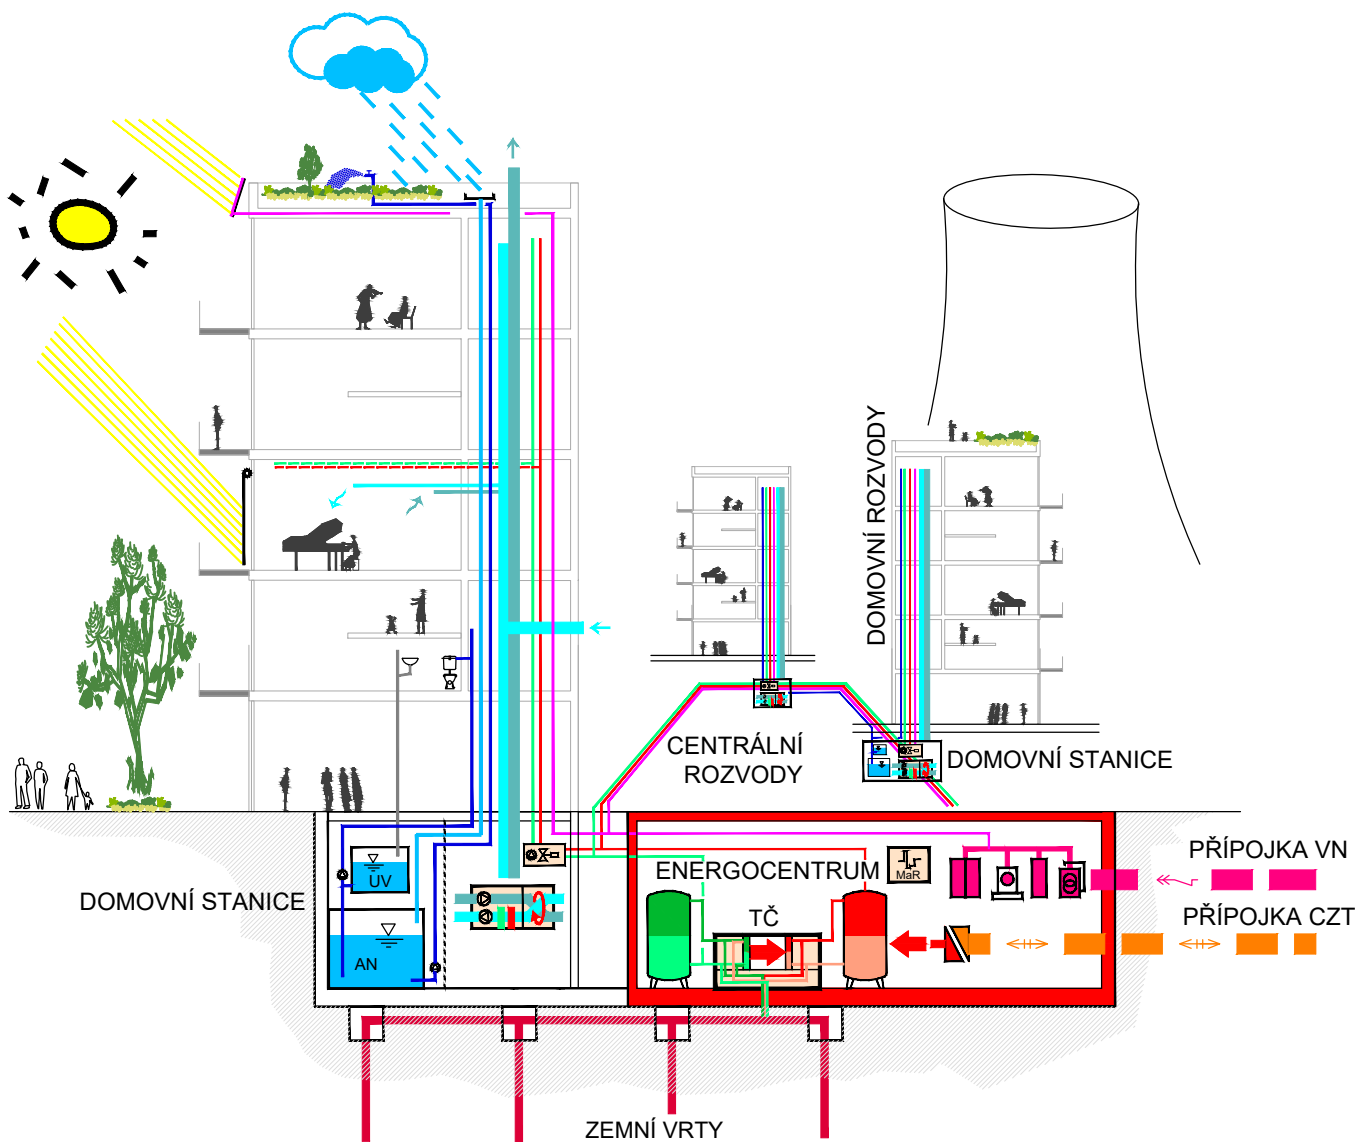 DOMOVNÍ ROZVODY
CENTRÁLNÍ
ROZVODY
DOMOVNÍ STANICE
PŘÍPOJKA VN
ENERGOCENTRUM
MaR
UV
DOMOVNÍ STANICE
TČ
PŘÍPOJKA CZT
AN
ZEMNÍ VRTY